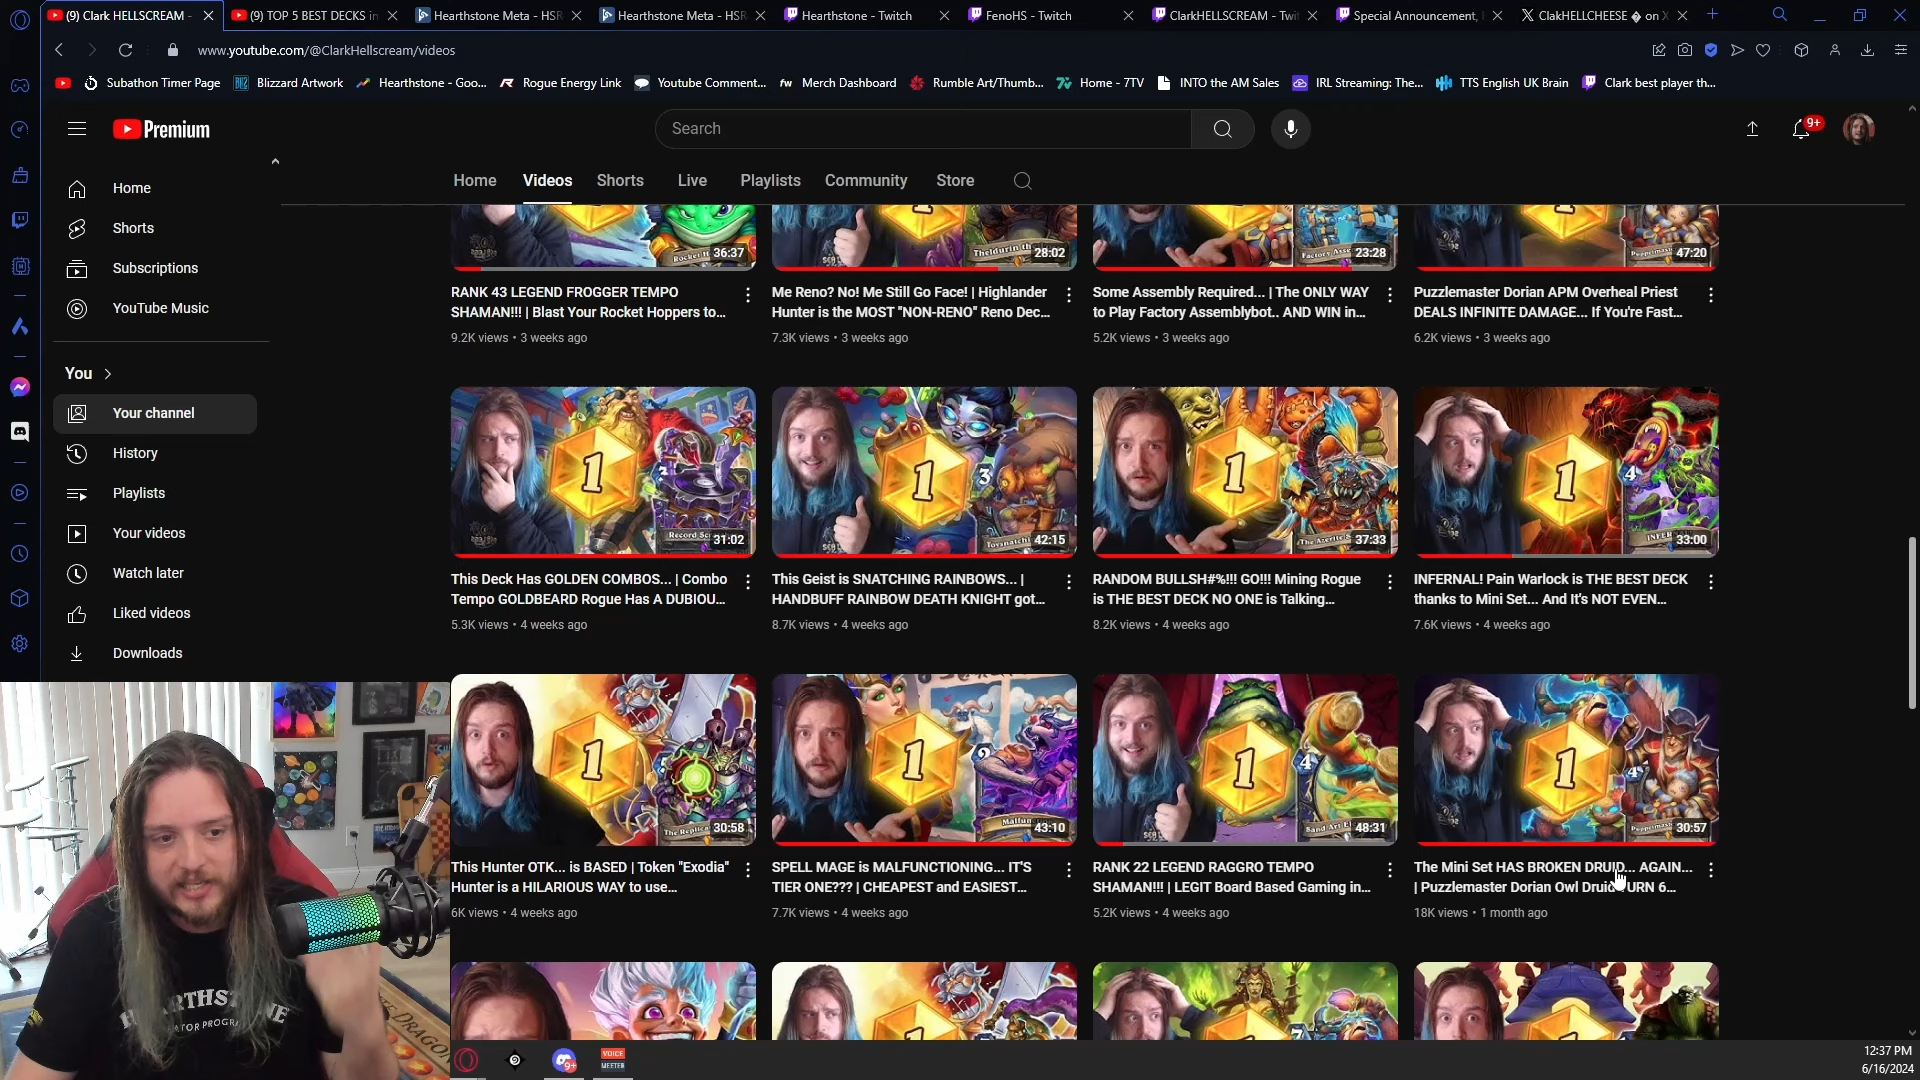 (9) Clark HELLSCREAM -
(9) TOP 5 BEST DECKS in
Hearthstone Meta - HSR
Hearthstone Meta - HSR
Hearthstone - Twitch
FenoHS - Twitch
ClarkHELLSCREAM - Twit
Special Announcement,
ClakHELLCHEESE � on X
www.youtube.com/@ClarkHellscream/videos
Subathon Timer Page
Blizzard Artwork
Hearthstone - Goo...
Rogue Energy Link
Youtube Comment...
fw Merch Dashboard
Rumble Art/Thumb...
Home - 7TV
INTO the AM Sales
IRL Streaming: The...
TTS English UK Brain
Clark best player th...
Premium
Search
9+
Home
Videos
Shorts
Live
Playlists
Community
Store
Home
Shorts
Subscriptions
YouTube Music
You
Your channel
History
Playlists
Your videos
Watch later
Liked videos
Downloads
36:37
28:02
23:28
47:20
RANK 43 LEGEND FROGGER TEMPO
SHAMAN!!! | Blast Your Rocket Hoppers to...
9.2K views • 3 weeks ago
Me Reno? No! Me Still Go Face! | Highlander
Hunter is the MOST "NON-RENO" Reno Dec...
7.3K views • 3 weeks ago
Some Assembly Required... | The ONLY WAY
to Play Factory Assemblybot.. AND WIN in...
5.2K views • 3 weeks ago
Puzzlemaster Dorian APM Overheal Priest
DEALS INFINITE DAMAGE... If You're Fast...
6.2K views • 3 weeks ago
1
31:02
1
3
42:15
1
37:33
1
4
33:00
This Deck Has GOLDEN COMBOS... | Combo
Tempo GOLDBEARD Rogue Has A DUBIOU...
5.3K views • 4 weeks ago
This Geist is SNATCHING RAINBOWS... |
HANDBUFF RAINBOW DEATH KNIGHT got...
8.7K views • 4 weeks ago
RANDOM BULLSH#%!!! GO!!! Mining Rogue
is THE BEST DECK NO ONE is Talking...
8.2K views • 4 weeks ago
INFERNAL! Pain Warlock is THE BEST DECK
thanks to Mini Set... And It's NOT EVEN...
7.6K views • 4 weeks ago
1
30:58
1
43:10
1
4
48:31
1
4
30:57
This Hunter OTK... is BASED | Token "Exodia"
Hunter is a HILARIOUS WAY to use...
6K views • 4 weeks ago
SPELL MAGE is MALFUNCTIONING... IT'S
TIER ONE??? | CHEAPEST and EASIEST...
7.7K views • 4 weeks ago
RANK 22 LEGEND RAGGRO TEMPO
SHAMAN!!! | LEGIT Board Based Gaming in...
5.2K views • 4 weeks ago
The Mini Set HAS BROKEN DRUID... AGAIN...
| Puzzlemaster Dorian Owl Druid TURN 6...
18K views • 1 month ago
VOICE
MEETER
9+
12:37 PM
6/16/2024